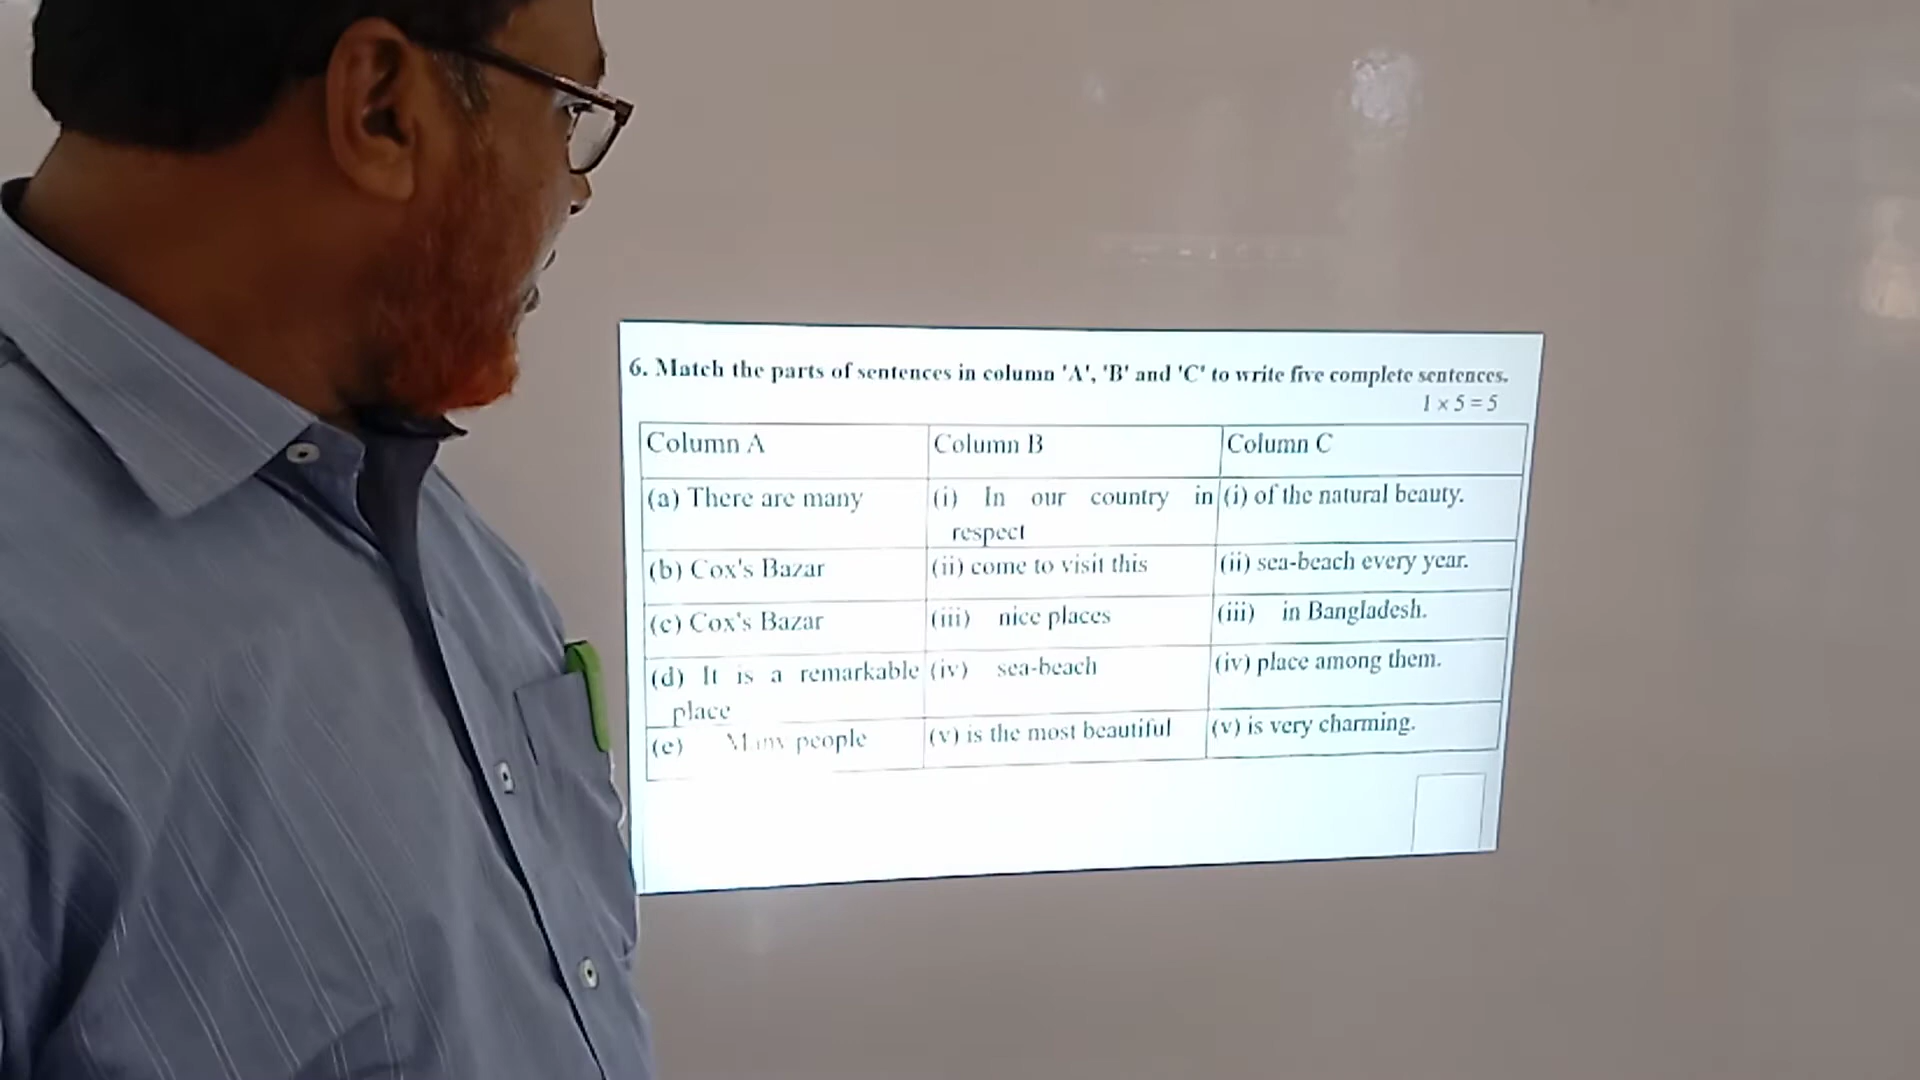 6. Match the parts of sentences in column 'A', 'B' and 'C' to write five complete sentences.
1 × 5 = 5
Column A Column B Column C
(a) There are many (i) In our country in respect (i) of the natural beauty.
(b) Cox's Bazar (ii) come to visit this (ii) sea-beach every year.
(c) Cox's Bazar (iii) nice places (iii) in Bangladesh.
(d) It is a remarkable place (iv) sea-beach (iv) place among them.
(e) Many people (v) is the most beautiful (v) is very charming.